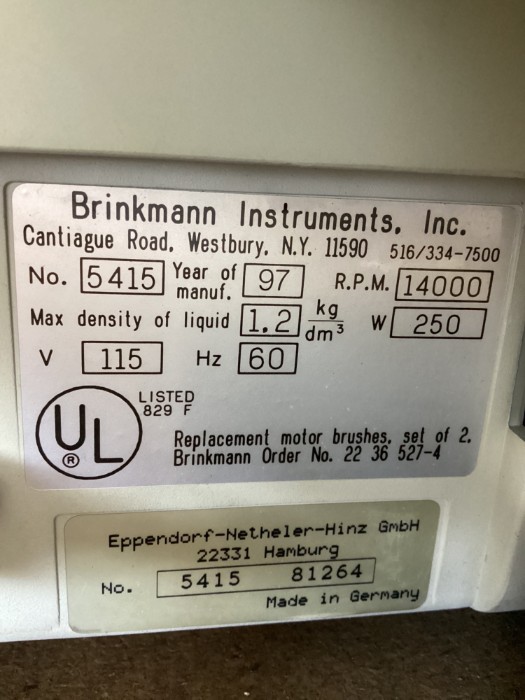 Brinkmann Instruments, Inc.
Cantiague Road, Westbury, N.Y. 11590 516/334-7500
No. 5415 Year of manuf. 97 R.P.M. 14000
Max density of liquid 1.2 kg/dm³ W 250
V 115 Hz 60
UL ® LISTED
829 F
Replacement motor brushes, set of 2.
Brinkmann Order No. 22 36 527-4
Eppendorf-Netheler-Hinz GmbH
22331 Hamburg
No. 5415 81264
Made in Germany